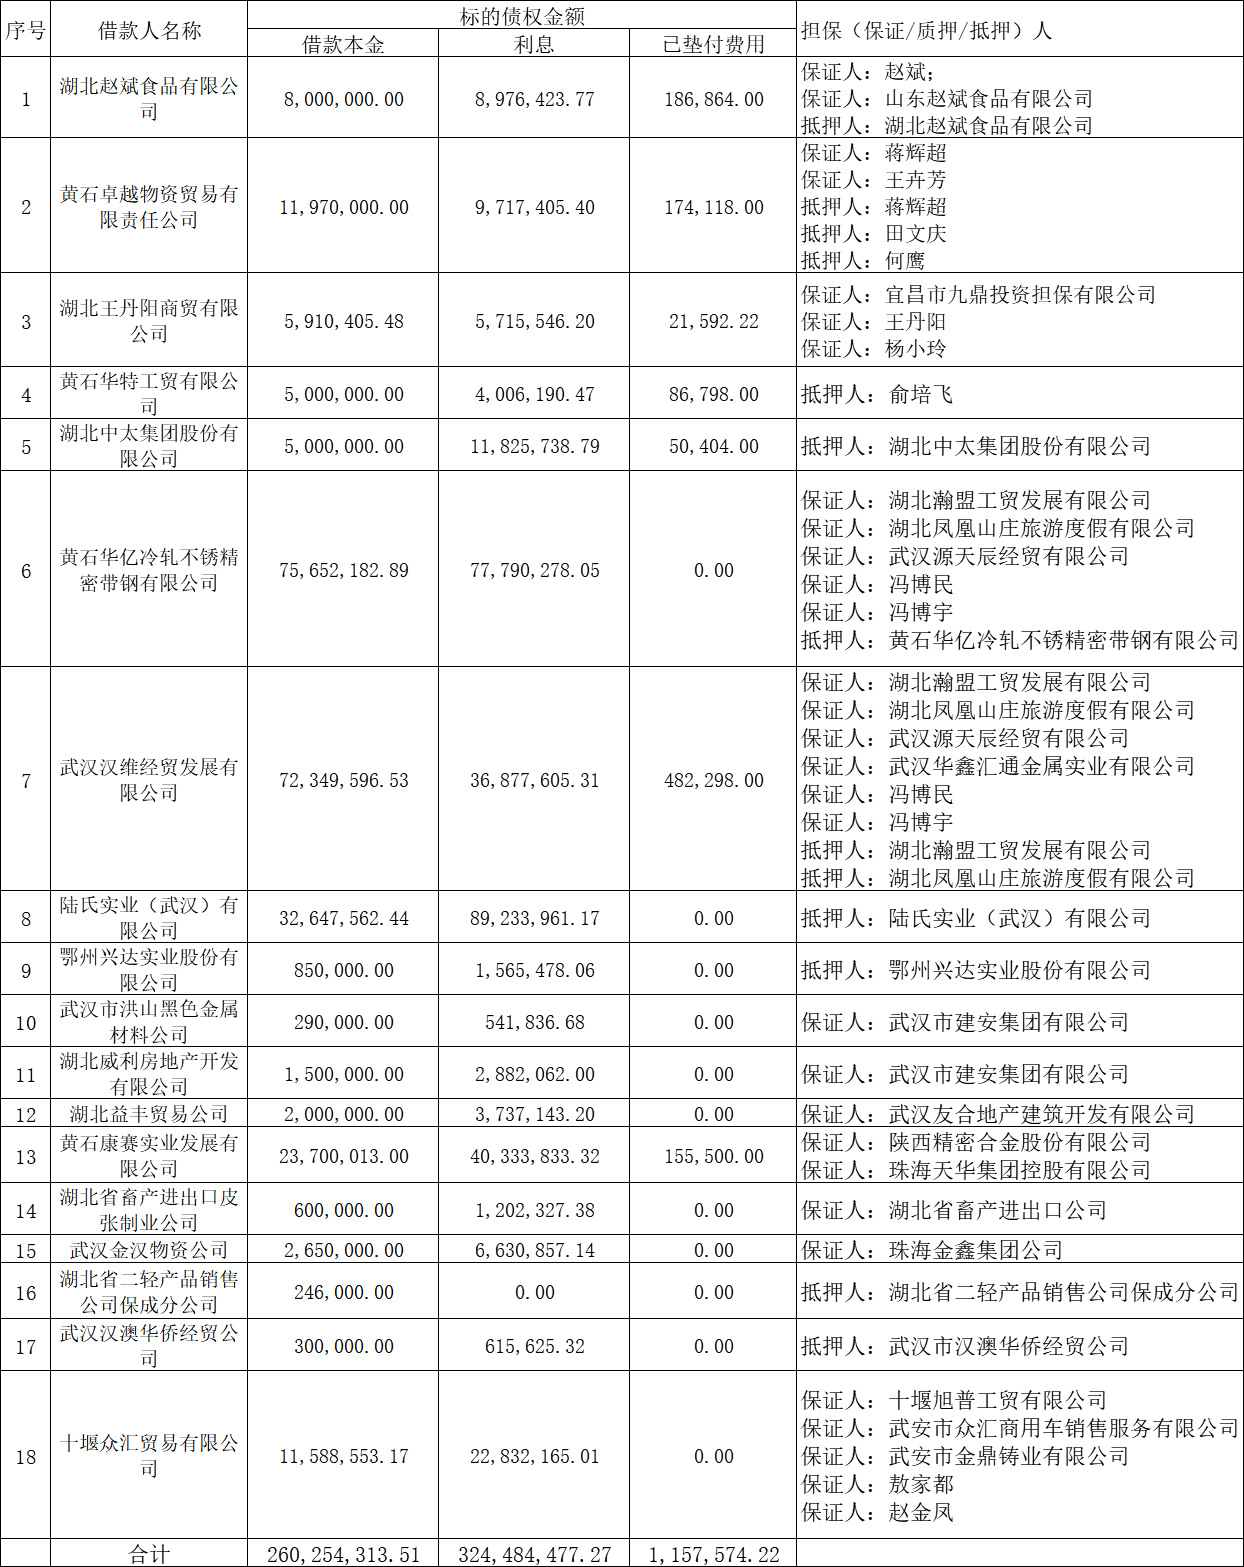 序号 借款人名称 标的债权金额 担保（保证/质押/抵押）人
借款本金 利息 已垫付费用
1 湖北赵斌食品有限公
司 8,000,000.00 8,976,423.77 186,864.00 保证人：赵斌；
保证人：山东赵斌食品有限公司
抵押人：湖北赵斌食品有限公司
2 黄石卓越物资贸易有
限责任公司 11,970,000.00 9,717,405.40 174,118.00 保证人：蒋辉超
保证人：王卉芳
抵押人：蒋辉超
抵押人：田文庆
抵押人：何鹰
3 湖北王丹阳商贸有限
公司 5,910,405.48 5,715,546.20 21,592.22 保证人：宜昌市九鼎投资担保有限公司
保证人：王丹阳
保证人：杨小玲
4 黄石华特工贸有限公
司 5,000,000.00 4,006,190.47 86,798.00 抵押人：俞培飞
5 湖北中太集团股份有
限公司 5,000,000.00 11,825,738.79 50,404.00 抵押人：湖北中太集团股份有限公司
6 黄石华亿冷轧不锈精
密带钢有限公司 75,652,182.89 77,790,278.05 0.00 保证人：湖北瀚盟工贸发展有限公司
保证人：湖北凤凰山庄旅游度假有限公司
保证人：武汉源天辰经贸有限公司
保证人：冯博民
保证人：冯博宇
抵押人：黄石华亿冷轧不锈精密带钢有限公司
7 武汉汉维经贸发展有
限公司 72,349,596.53 36,877,605.31 482,298.00 保证人：湖北瀚盟工贸发展有限公司
保证人：湖北凤凰山庄旅游度假有限公司
保证人：武汉源天辰经贸有限公司
保证人：武汉华鑫汇通金属实业有限公司
保证人：冯博民
保证人：冯博宇
抵押人：湖北瀚盟工贸发展有限公司
抵押人：湖北凤凰山庄旅游度假有限公司
8 陆氏实业（武汉）有
限公司 32,647,562.44 89,233,961.17 0.00 抵押人：陆氏实业（武汉）有限公司
9 鄂州兴达实业股份有
限公司 850,000.00 1,565,478.06 0.00 抵押人：鄂州兴达实业股份有限公司
10 武汉市洪山黑色金属
材料公司 290,000.00 541,836.68 0.00 保证人：武汉市建安集团有限公司
11 湖北威利房地产开发
有限公司 1,500,000.00 2,882,062.00 0.00 保证人：武汉市建安集团有限公司
12 湖北益丰贸易公司 2,000,000.00 3,737,143.20 0.00 保证人：武汉友合地产建筑开发有限公司
13 黄石康赛实业发展有
限公司 23,700,013.00 40,333,833.32 155,500.00 保证人：陕西精密合金股份有限公司
保证人：珠海天华集团控股有限公司
14 湖北省畜产进出口皮
张制业公司 600,000.00 1,202,327.38 0.00 保证人：湖北省畜产进出口公司
15 武汉金汉物资公司 2,650,000.00 6,630,857.14 0.00 保证人：珠海金鑫集团公司
16 湖北省二轻产品销售
公司保成分公司 246,000.00 0.00 0.00 抵押人：湖北省二轻产品销售公司保成分公司
17 武汉汉澳华侨经贸公
司 300,000.00 615,625.32 0.00 抵押人：武汉市汉澳华侨经贸公司
18 十堰众汇贸易有限公
司 11,588,553.17 22,832,165.01 0.00 保证人：十堰旭普工贸有限公司
保证人：武安市众汇商用车销售服务有限公司
保证人：武安市金鼎铸业有限公司
保证人：敖家都
保证人：赵金凤
合计 260,254,313.51 324,484,477.27 1,157,574.22